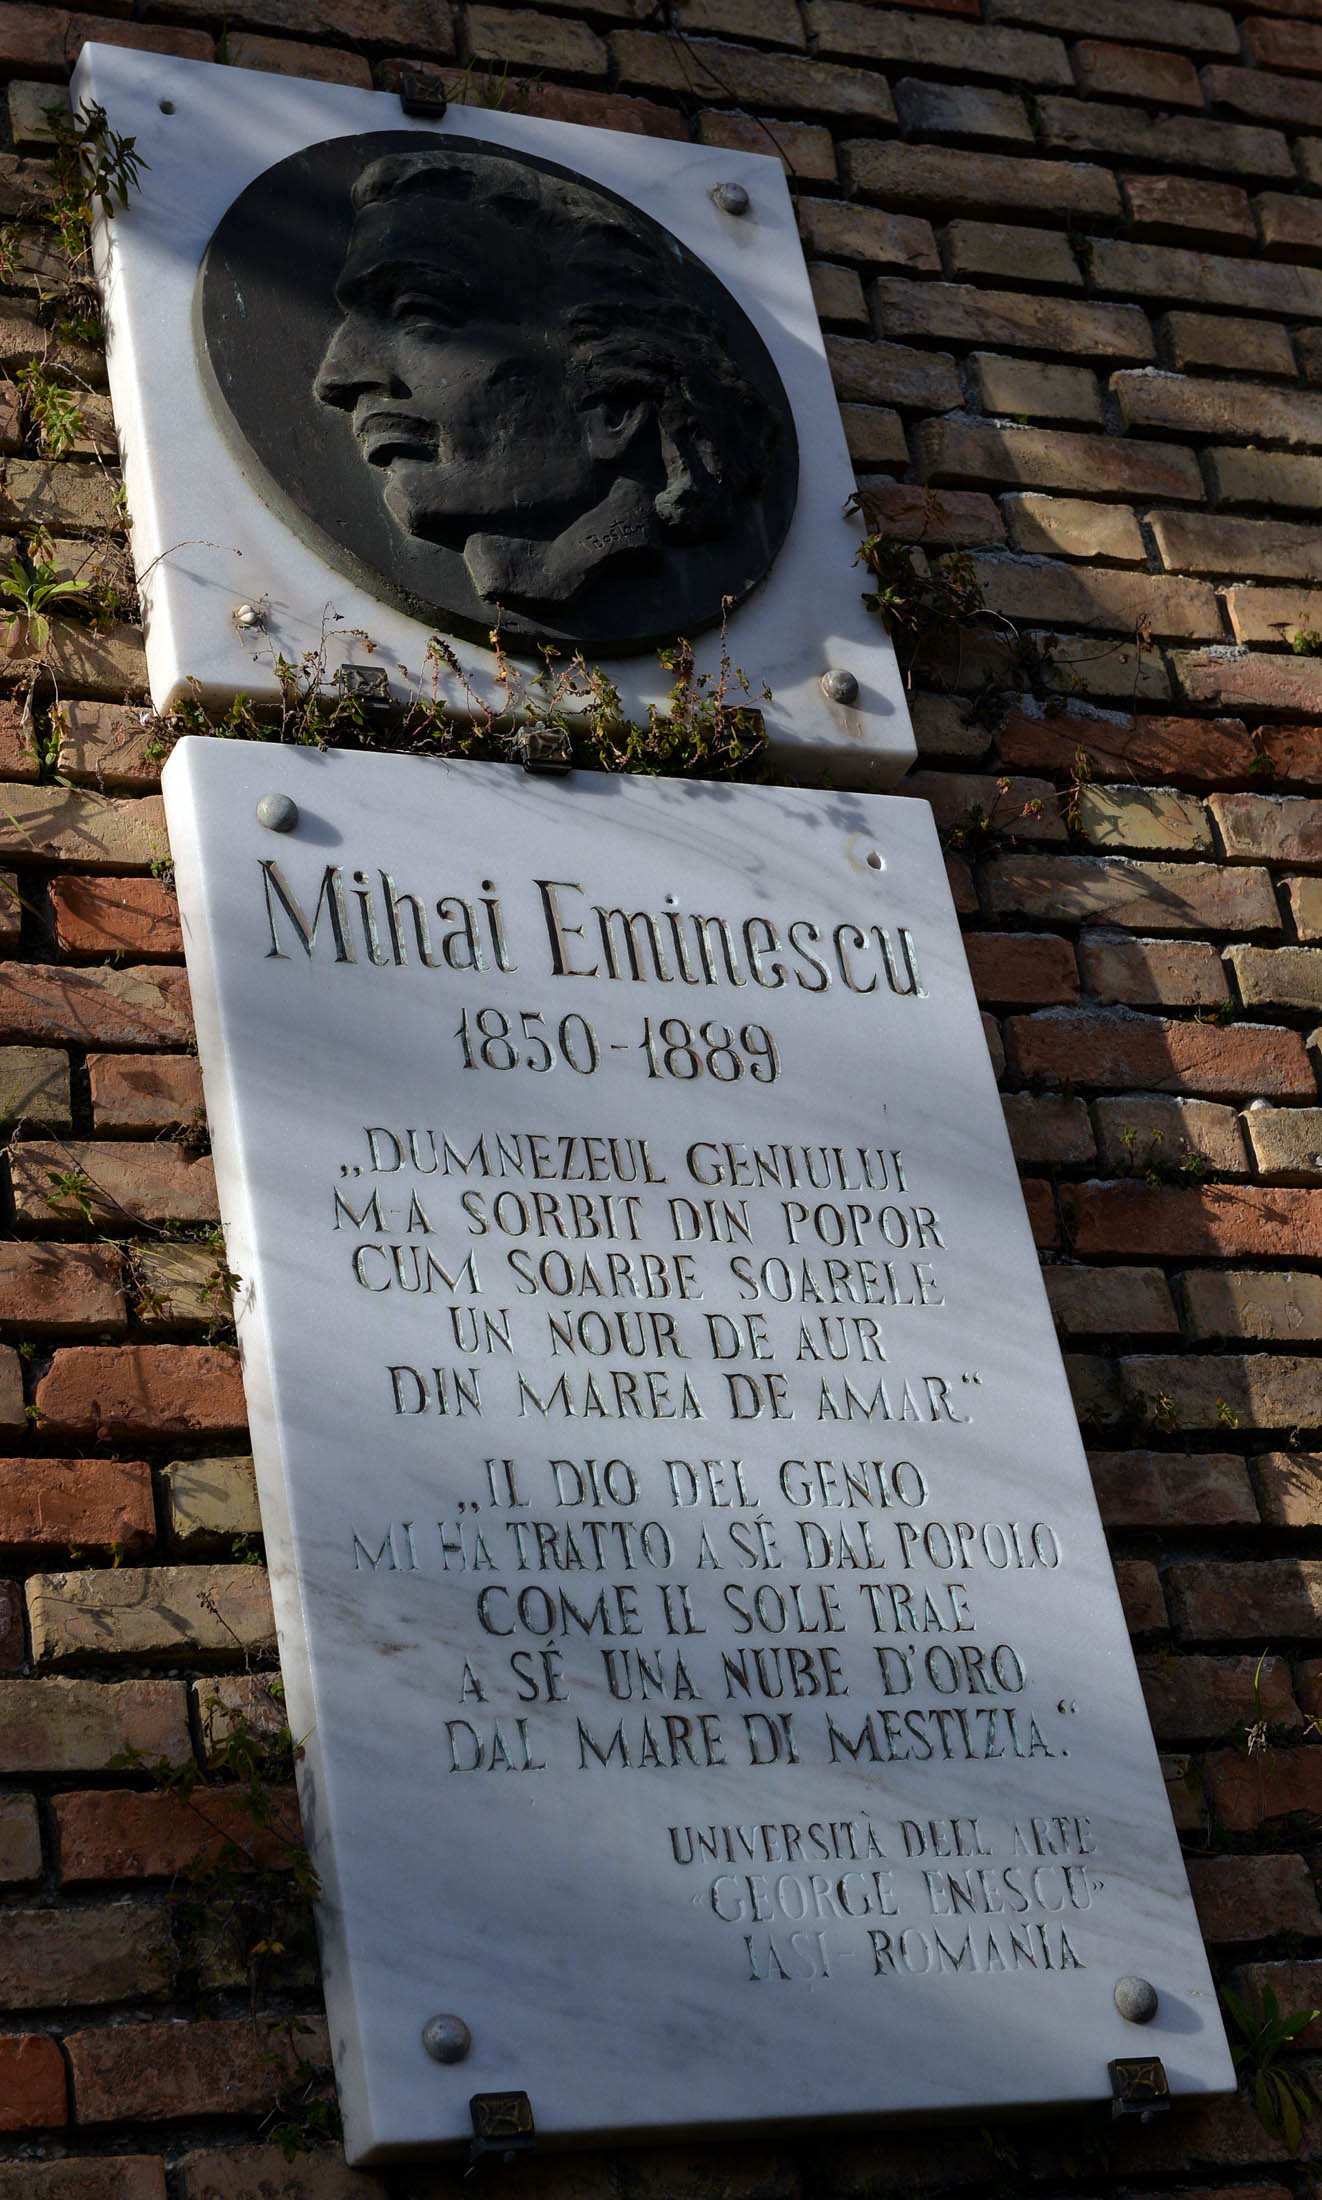 I Bostan
Mihai Eminescu
1850-1889
„DUMNEZEUL GENIULUI
M-A SORBIT DIN POPOR
CUM SOARBE SOARELE
UN NOUR DE AUR
DIN MAREA DE AMAR.“
„IL DIO DEL GENIO
MI HA TRATTO A SÉ DAL POPOLO
COME IL SOLE TRAE
A SÉ UNA NUBE D'ORO
DAL MARE DI MESTIZIA.“
UNIVERSITÀ DELL ARTE
«GEORGE ENESCU»
IAȘI - ROMANIA